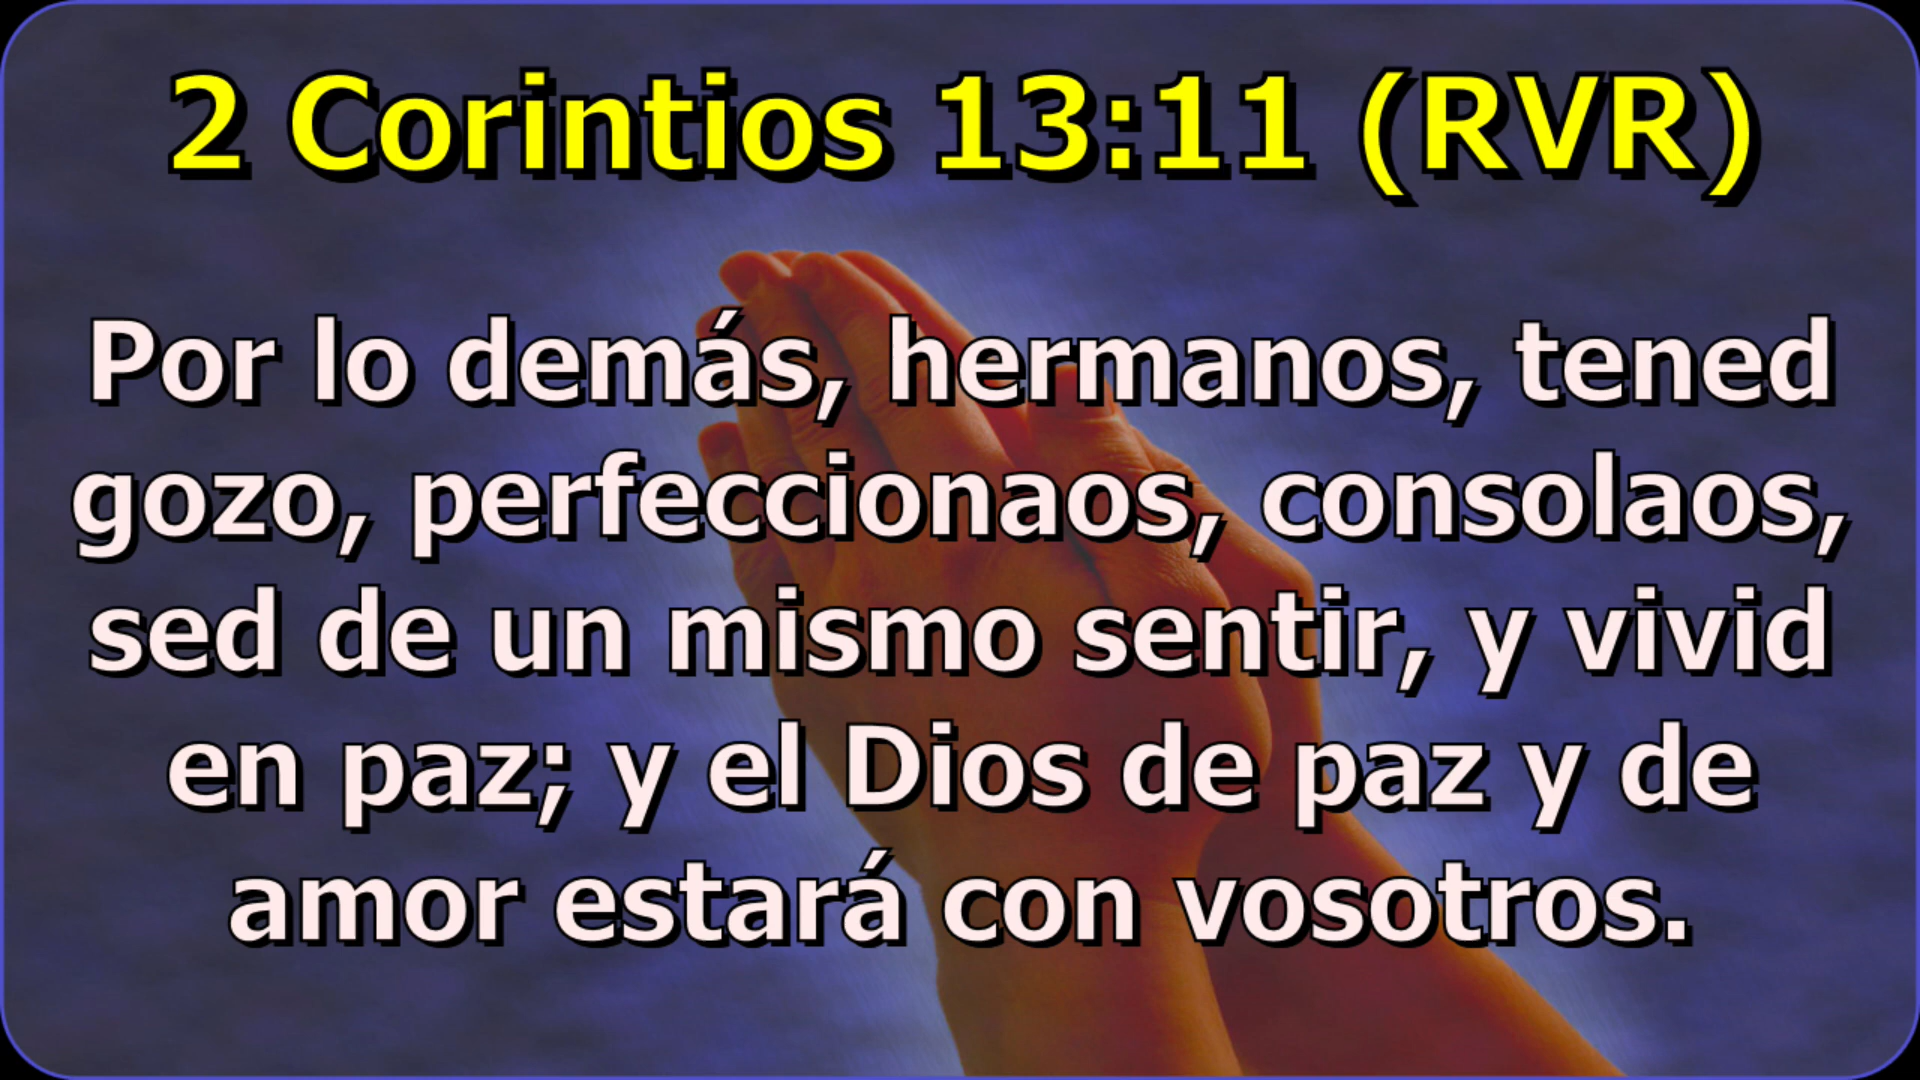 2 Corintios 13:11 (RVR)
Por lo demás, hermanos, tened
gozo, perfeccionaos, consolaos,
sed de un mismo sentir, y vivid
en paz; y el Dios de paz y de
amor estará con vosotros.